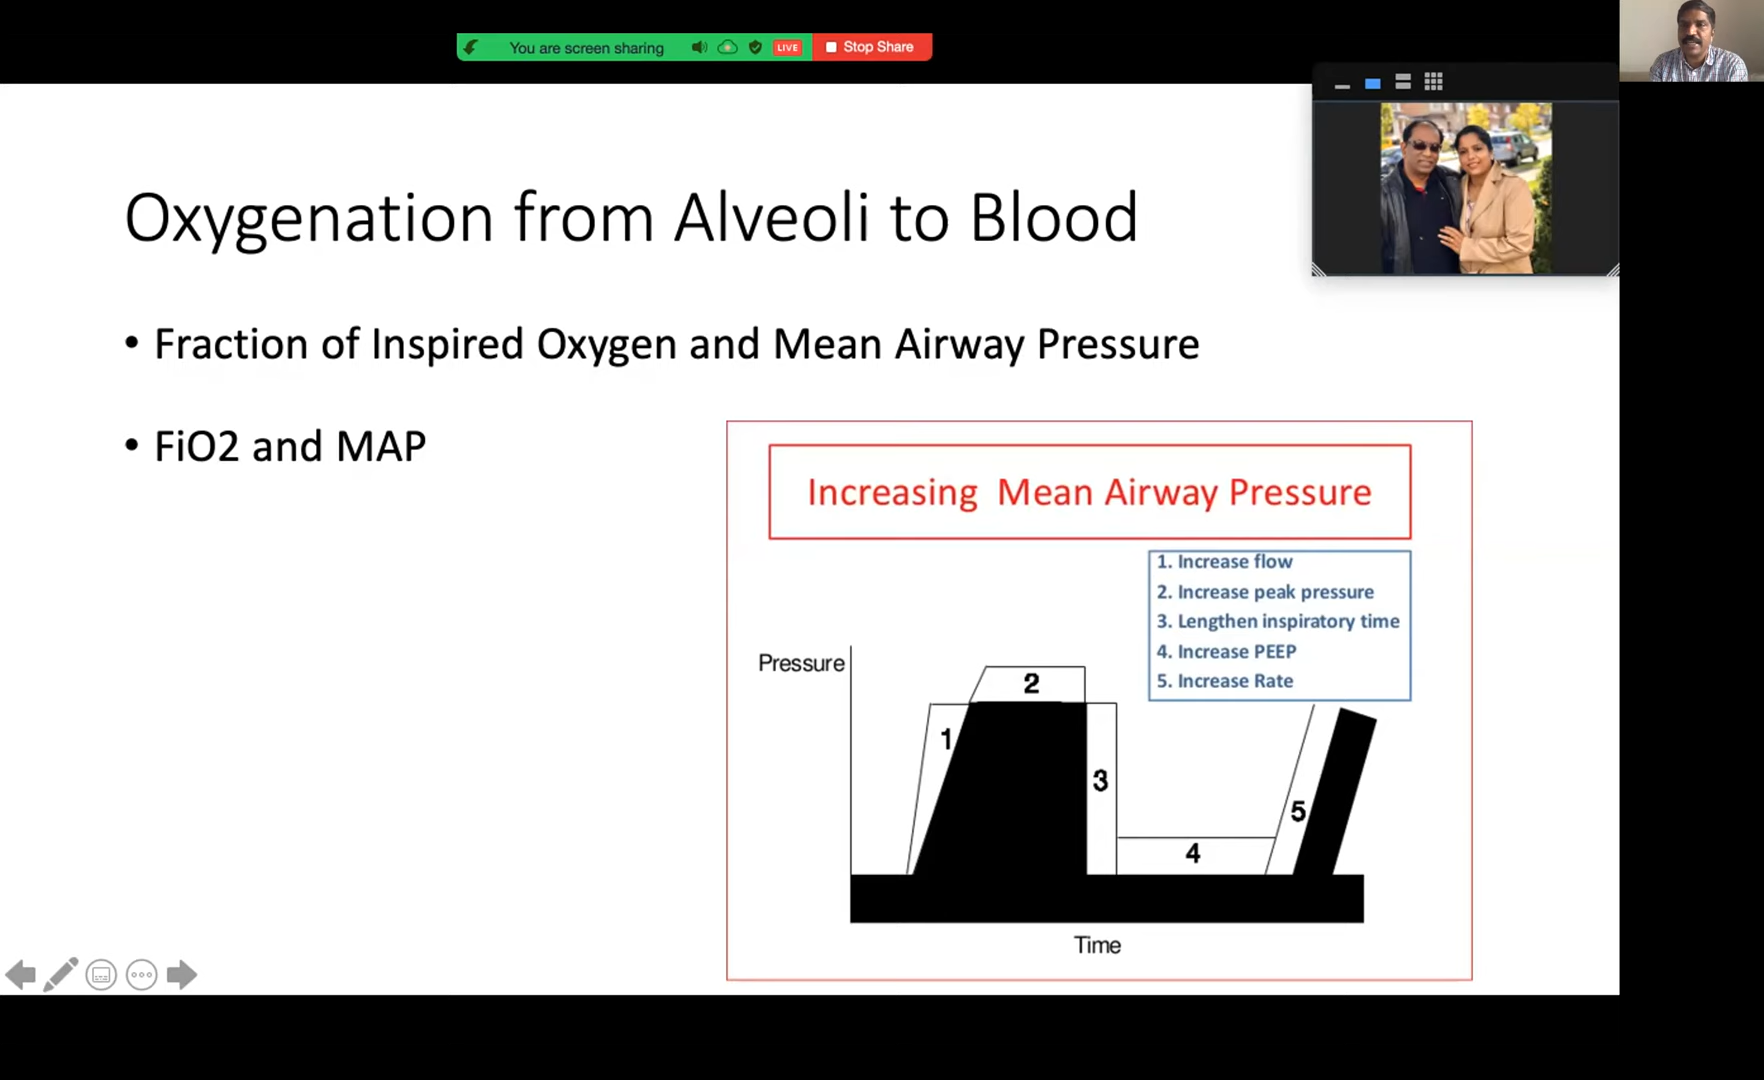 You are screen sharing
LIVE
Stop Share
Oxygenation from Alveoli to Blood
• Fraction of Inspired Oxygen and Mean Airway Pressure
• FiO2 and MAP
Increasing Mean Airway Pressure
1. Increase flow
2. Increase peak pressure
3. Lengthen inspiratory time
4. Increase PEEP
5. Increase Rate
Pressure
2
1
3
5
4
Time